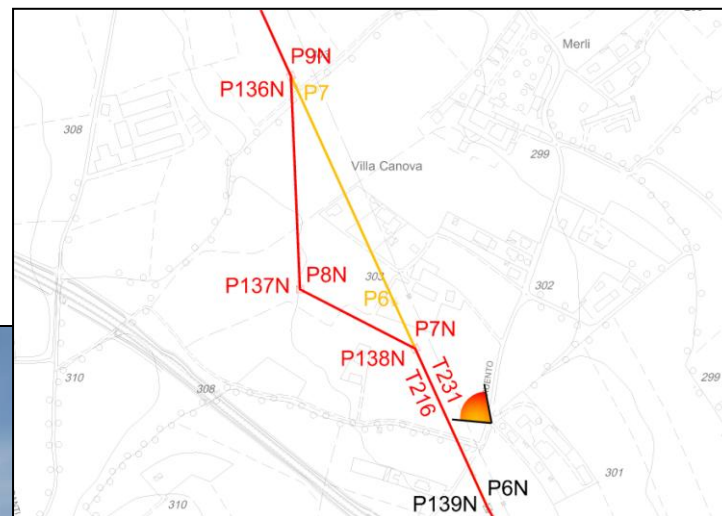 P9N
P136N
P7
Merli
308
299
Villa Canova
303
P8N
P137N
P6
302
P7N
310
308
P138N
T231
T216
299
P6N
301
310
P139N